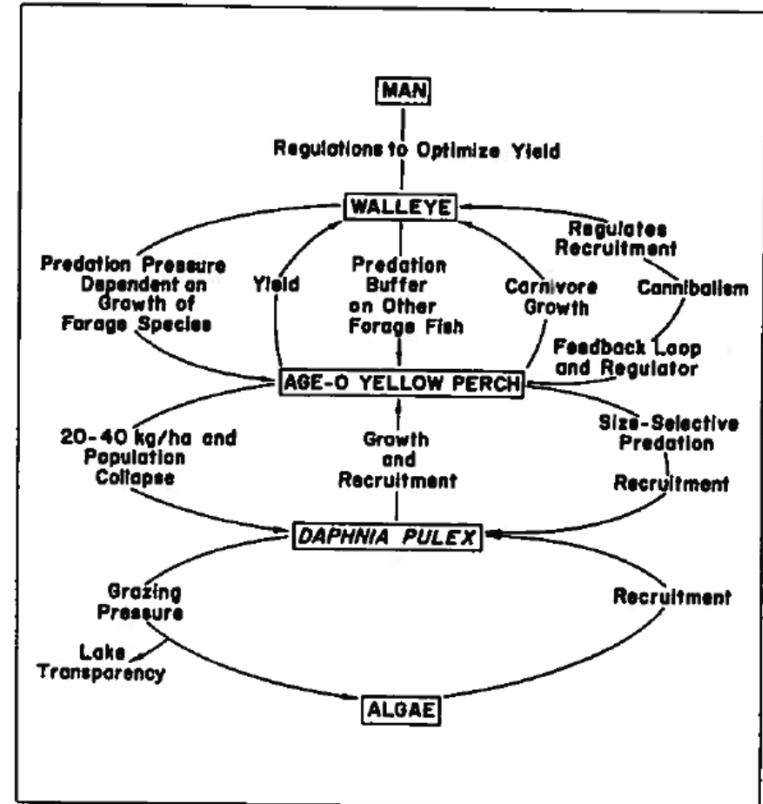 MAN
Regulations to Optimize Yield
WALLEYE
Predation Pressure
Dependent on
Growth of
Forage Species
Yield
Predation
Buffer
on Other
Forage Fish
Carnivore
Growth
Regulates
Recruitment
Cannibalism
Feedback Loop
and Regulator
AGE-O YELLOW PERCH
20-40 kg/ha and
Population
Collapse
Growth
and
Recruitment
Size-Selective
Predation
Recruitment
DAPHNIA PULEX
Grazing
Pressure
Lake
Transparency
Recruitment
ALGAE